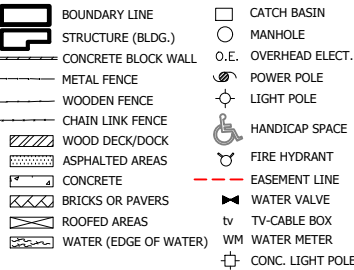 BOUNDARY LINE
STRUCTURE (BLDG.)
CONCRETE BLOCK WALL
METAL FENCE
WOODEN FENCE
CHAIN LINK FENCE
WOOD DECK/DOCK
ASPHALTED AREAS
CONCRETE
BRICKS OR PAVERS
ROOFED AREAS
WATER (EDGE OF WATER)
CATCH BASIN
MANHOLE
O.E. OVERHEAD ELECT.
POWER POLE
LIGHT POLE
HANDICAP SPACE
FIRE HYDRANT
EASEMENT LINE
WATER VALVE
tv TV-CABLE BOX
WM WATER METER
CONC. LIGHT POLE